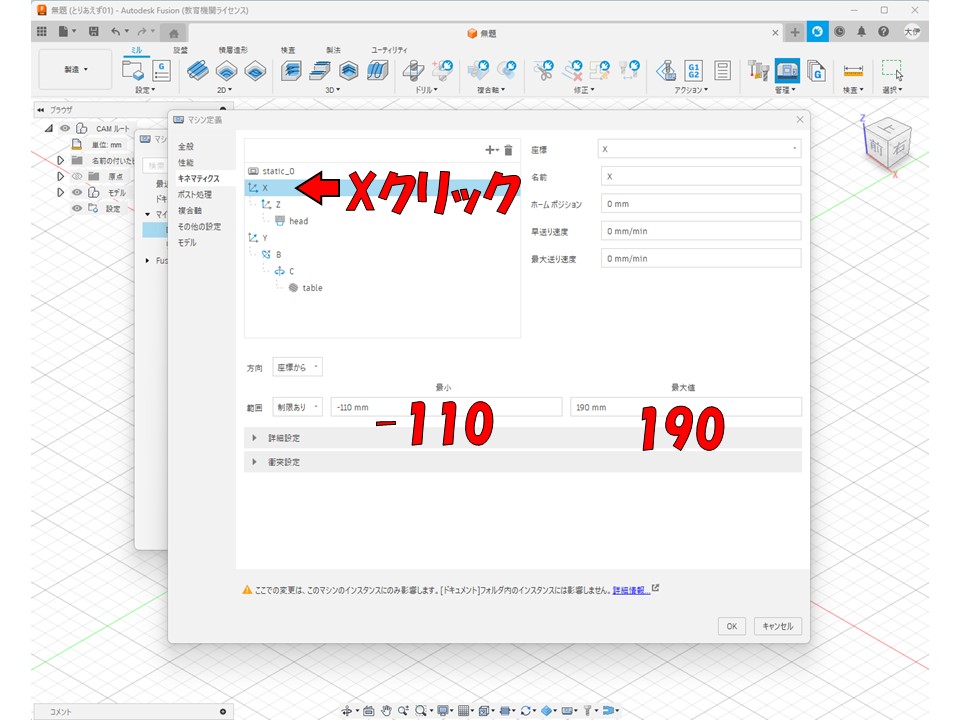 無題 (とりあえず01) - Autodesk Fusion (教育機関ライセンス)
無題
大伊
製造
ミル
旋盤
積層造形
検査
製法
ユーティリティ
設定
2D
3D
ドリル
複合軸
修正
アクション
管理
検査
選択
G1
G2
ブラウザ
CAM ルート
単位: mm
名前の付いた
原点
モデル
設定
マシン定義
全般
性能
キネマティクス
ポスト処理
複合軸
その他の設定
モデル
static_0
X
Z
head
Y
B
C
table
Xクリック
座標
X
名前
X
ホーム ポジション
0 mm
早送り速度
0 mm/min
最大送り速度
0 mm/min
方向
座標から
最小
最大値
範囲
制限あり
-110 mm
190 mm
-110
190
詳細設定
衝突設定
ここでの変更は、このマシンのインスタンスにのみ影響します。[ドキュメント]フォルダ内のインスタンスには影響しません。詳細情報...
OK
キャンセル
コメント
上
前
右
Z
X